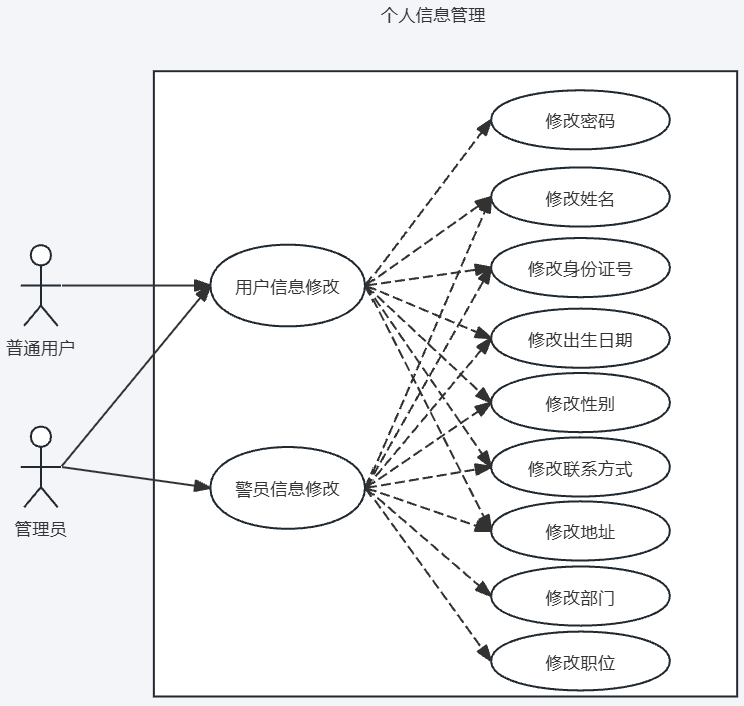 个人信息管理
修改密码
修改姓名
修改身份证号
用户信息修改
修改出生日期
普通用户
修改性别
修改联系方式
警员信息修改
管理员
修改地址
修改部门
修改职位